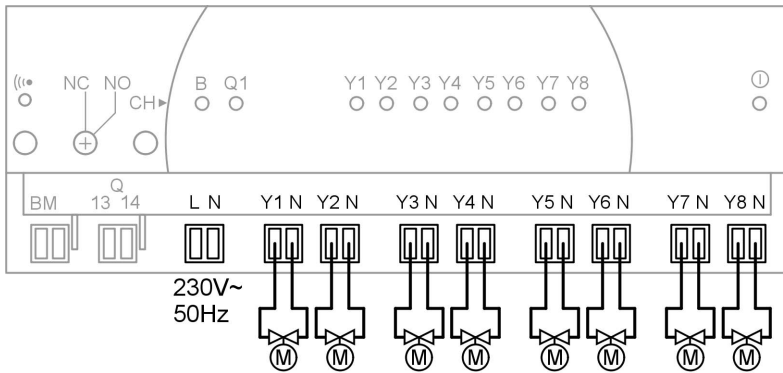 NC NO B Q1 Y1 Y2 Y3 Y4 Y5 Y6 Y7 Y8
CH
Q
BM 13 14 L N Y1 N Y2 N Y3 N Y4 N Y5 N Y6 N Y7 N Y8 N
230V~
50Hz
M M M M M M M M